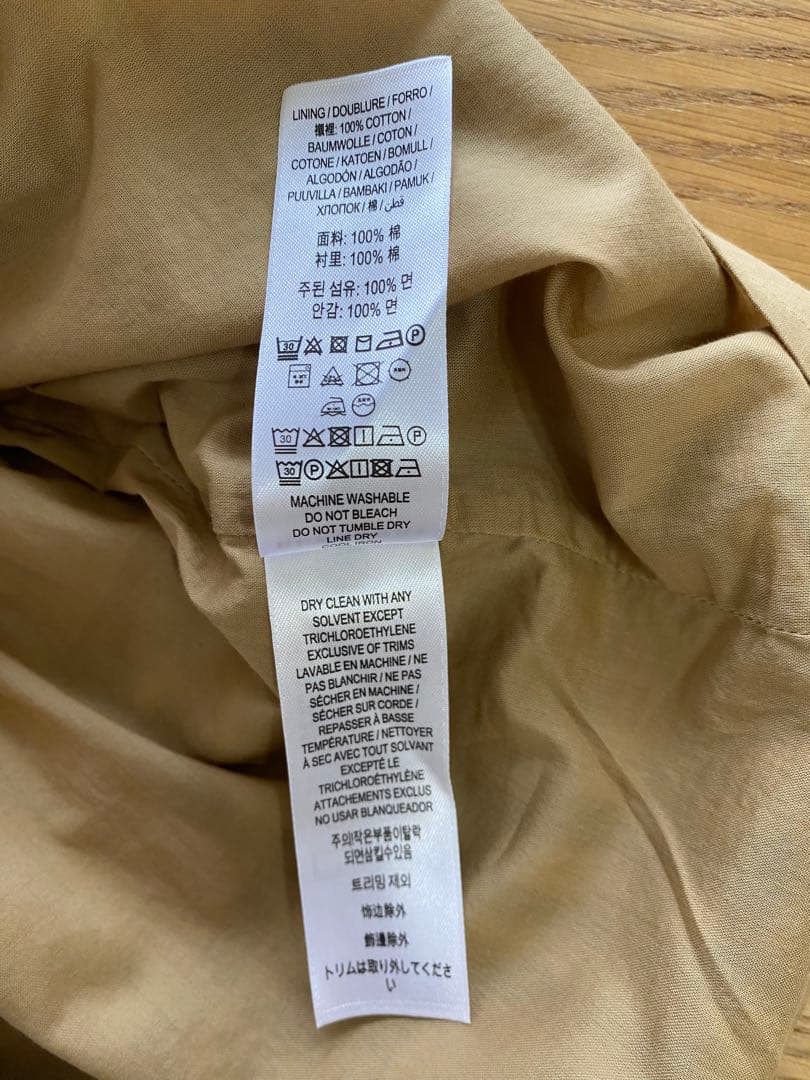 LINING / DOUBLURE / FORRO /
襯裡: 100% COTTON /
BAUMWOLLE / COTON /
COTONE / KATOEN / BOMULL /
ALGODÓN / ALGODÃO /
PUUVILLA / BAMBAKI / PAMUK /
ХЛОПОК / 棉 / قطن /
面料: 100% 棉
衬里: 100% 棉
주된 섬유: 100% 면
안감: 100% 면
30
30
30
MACHINE WASHABLE
DO NOT BLEACH
DO NOT TUMBLE DRY
LINE DRY
COOL IRON
DRY CLEAN WITH ANY
SOLVENT EXCEPT
TRICHLOROETHYLENE
EXCLUSIVE OF TRIMS
LAVABLE EN MACHINE / NE
PAS BLANCHIR / NE PAS
SÉCHER EN MACHINE /
SÉCHER SUR CORDE /
REPASSER À BASSE
TEMPÉRATURE / NETTOYER
À SEC AVEC TOUT SOLVANT
EXCEPTÉ LE
TRICHLOROÉTHYLÈNE
ATTACHEMENTS EXCLUS
NO USAR BLANQUEADOR
주의!작은부품이탈락
되면삼킬수있음
트리밍 제외
饰边除外
飾邊除外
トリムは取り外してくださ
い